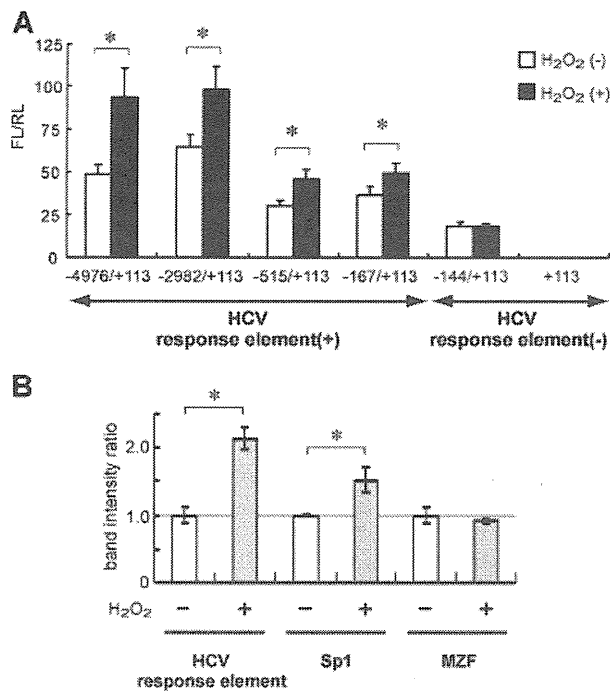 A
* * * *
125
100
75
50
25
0
FL/RL
H₂O₂ (-)
H₂O₂ (+)
-4976/+113 -2982/+113 -515/+113 -167/+113 -144/+113 +113
HCV HCV
response element(+) response element(-)
B
* *
2.0
1.0
0
band intensity ratio
H₂O₂ − + − + − +
HCV Sp1 MZF
response element